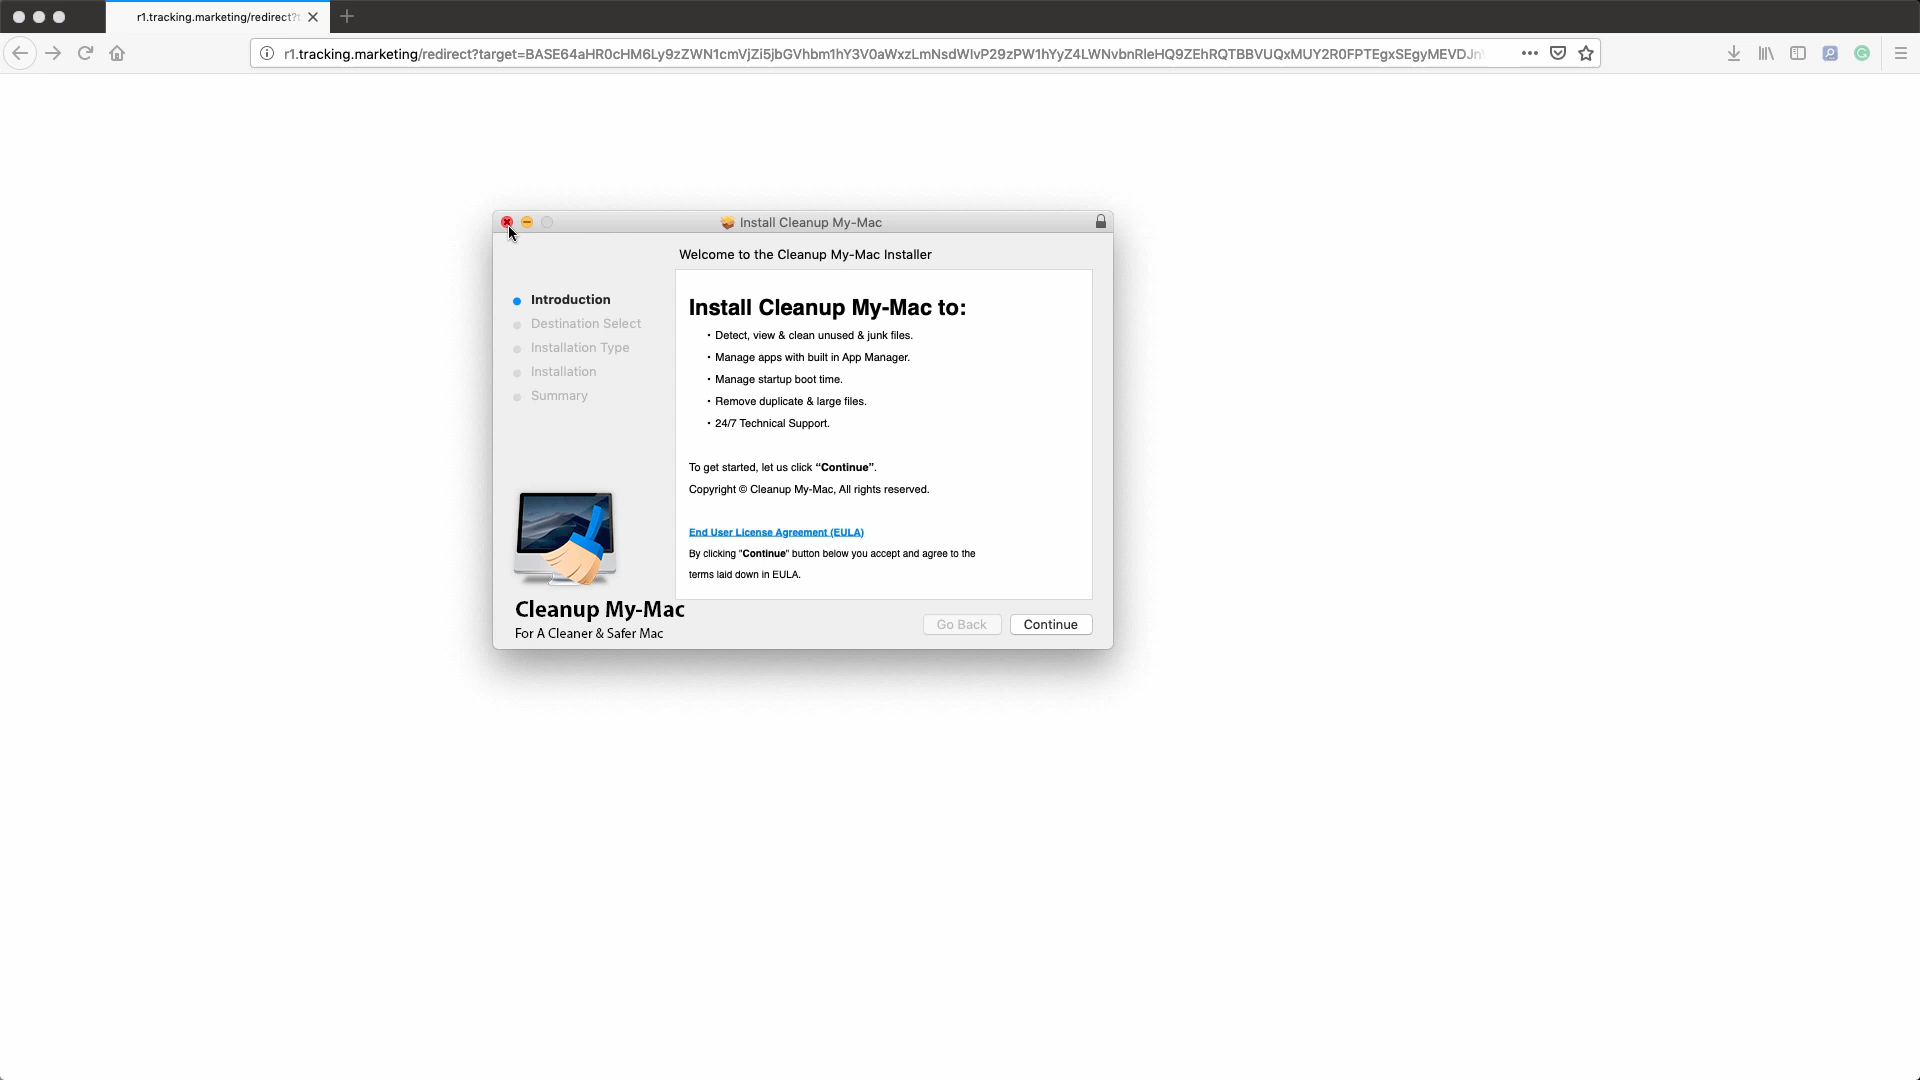 r1.tracking.marketing/redirect?t
r1.tracking.marketing/redirect?target=BASE64aHR0cHM6Ly9zZWN1cmVjZi5jbGVhbm1hY3V0aWxzLmNsdWIvP29zPW1hYyZ4LWNvbnRleHQ9ZEhRQTBBVUQxMUY2R0FPTEgxSEgyMEVDJn
Install Cleanup My-Mac
Welcome to the Cleanup My-Mac Installer
Introduction
Destination Select
Installation Type
Installation
Summary
Install Cleanup My-Mac to:
• Detect, view & clean unused & junk files.
• Manage apps with built in App Manager.
• Manage startup boot time.
• Remove duplicate & large files.
• 24/7 Technical Support.
To get started, let us click “Continue”.
Copyright © Cleanup My-Mac, All rights reserved.
End User License Agreement (EULA)
By clicking "Continue" button below you accept and agree to the
terms laid down in EULA.
Cleanup My-Mac
For A Cleaner & Safer Mac
Go Back
Continue